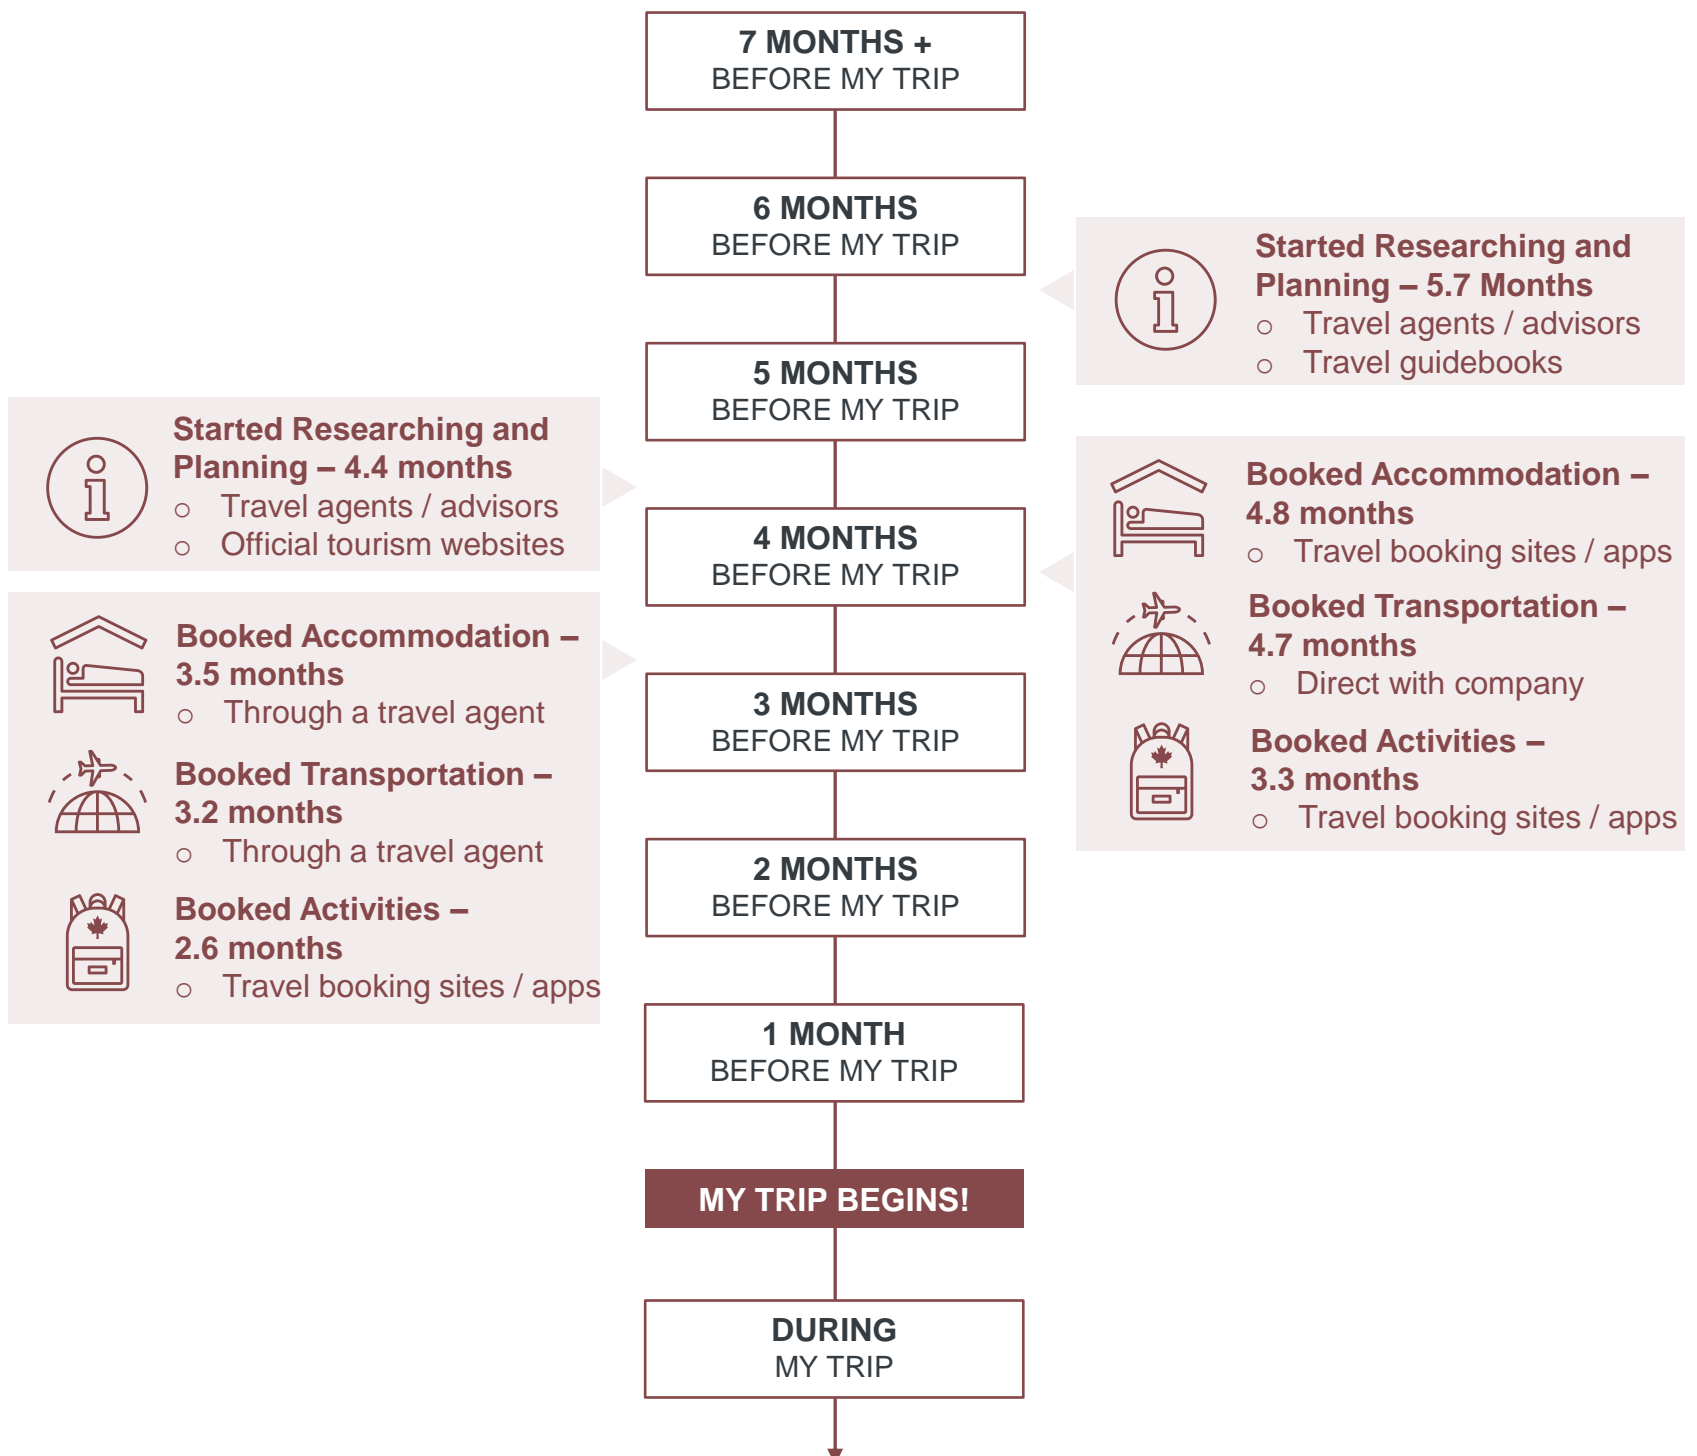 7 MONTHS +
BEFORE MY TRIP
6 MONTHS
BEFORE MY TRIP
Started Researching and
Planning – 5.7 Months
○ Travel agents / advisors
○ Travel guidebooks
5 MONTHS
BEFORE MY TRIP
Started Researching and
Planning – 4.4 months
○ Travel agents / advisors
○ Official tourism websites
4 MONTHS
BEFORE MY TRIP
Booked Accommodation –
4.8 months
○ Travel booking sites / apps
Booked Transportation –
4.7 months
○ Direct with company
Booked Activities –
3.3 months
○ Travel booking sites / apps
Booked Accommodation –
3.5 months
○ Through a travel agent
Booked Transportation –
3.2 months
○ Through a travel agent
Booked Activities –
2.6 months
○ Travel booking sites / apps
3 MONTHS
BEFORE MY TRIP
2 MONTHS
BEFORE MY TRIP
1 MONTH
BEFORE MY TRIP
MY TRIP BEGINS!
DURING
MY TRIP